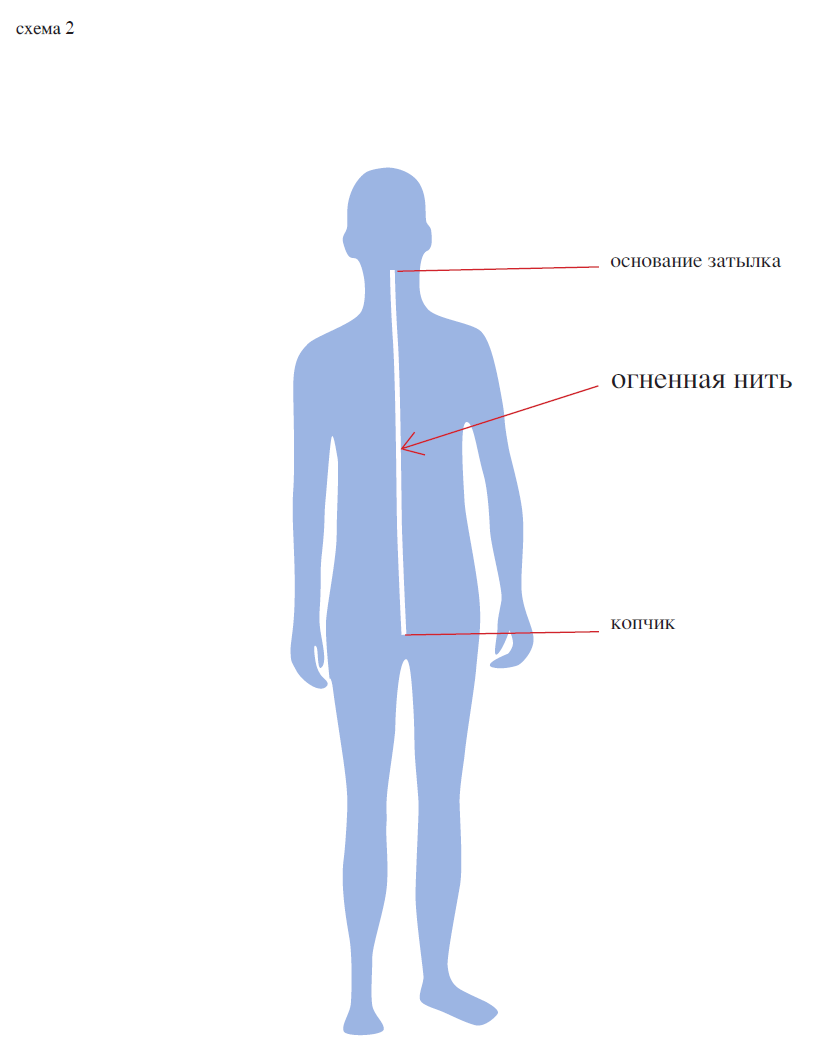 схема 2
основание затылка
огненная нить
копчик